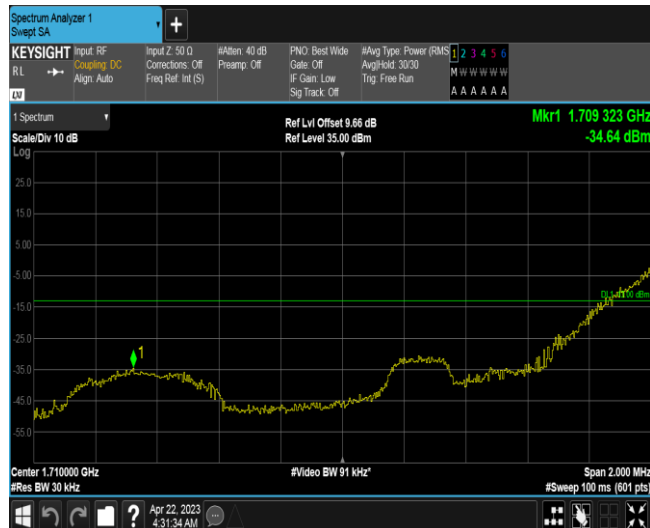 Spectrum Analyzer 1
Swept SA
+
KEYSIGHT
RL
LXI
Input: RF
Coupling: DC
Align: Auto
Input Z: 50 Ω
Corrections: Off
Freq Ref: Int (S)
#Atten: 40 dB
Preamp: Off
PNO: Best Wide
Gate: Off
IF Gain: Low
Sig Track: Off
#Avg Type: Power (RMS
Avg|Hold: 30/30
Trig: Free Run
1 2 3 4 5 6
M W W W W W
A A A A A A
1 Spectrum
Scale/Div 10 dB
Log
Ref Lvl Offset 9.66 dB
Ref Level 35.00 dBm
Mkr1 1.709 323 GHz
-34.64 dBm
25.0
15.0
5.00
-5.00
-15.0
-25.0
-35.0
-45.0
-55.0
1
Center 1.710000 GHz
#Res BW 30 kHz
#Video BW 91 kHz*
Span 2.000 MHz
#Sweep 100 ms (601 pts)
?
Apr 22, 2023
4:31:34 AM